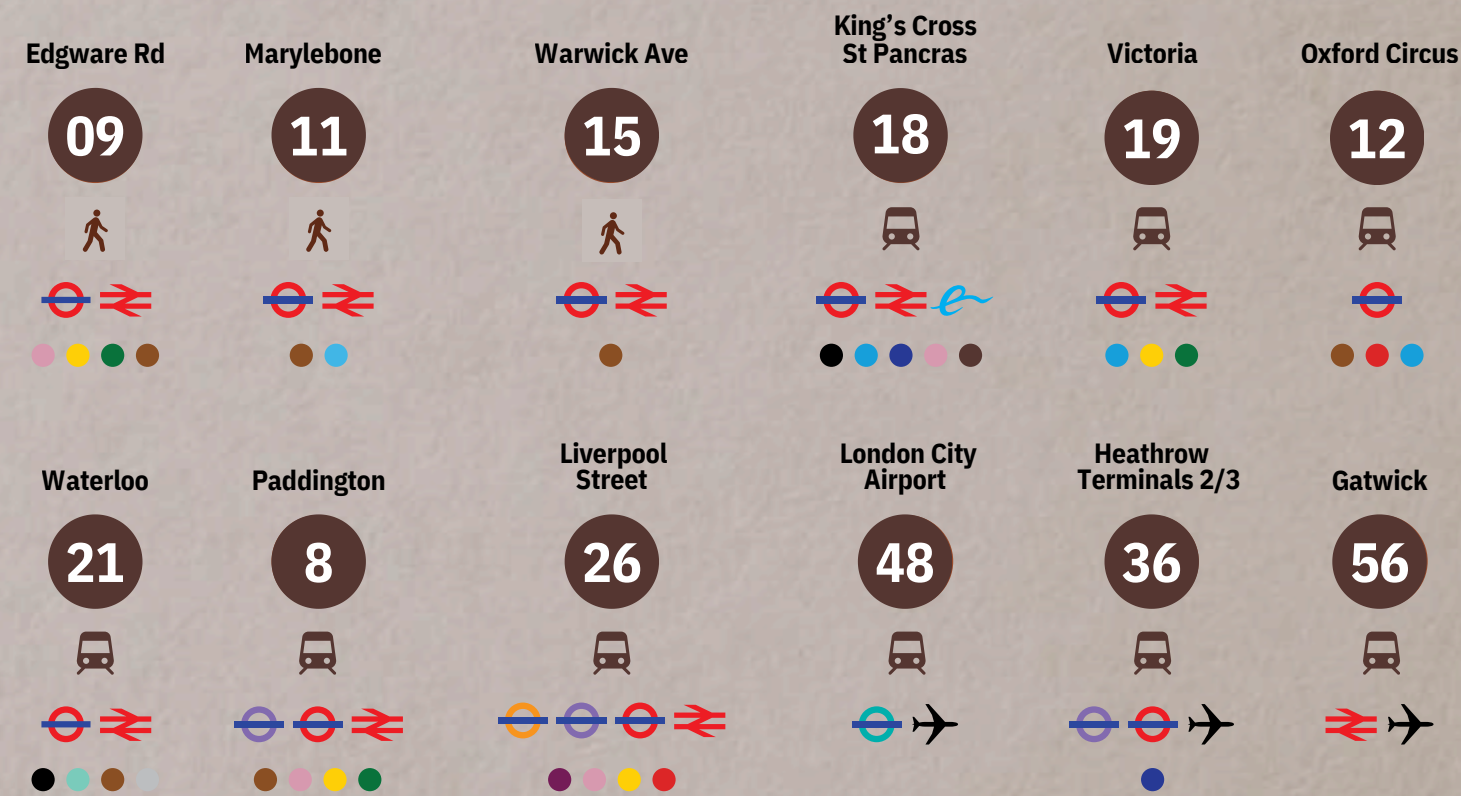 Edgware Rd
Marylebone
Warwick Ave
King's Cross
St Pancras
Victoria
Oxford Circus
09
11
15
18
19
12
Waterloo
Paddington
Liverpool
Street
London City
Airport
Heathrow
Terminals 2/3
Gatwick
21
8
26
48
36
56